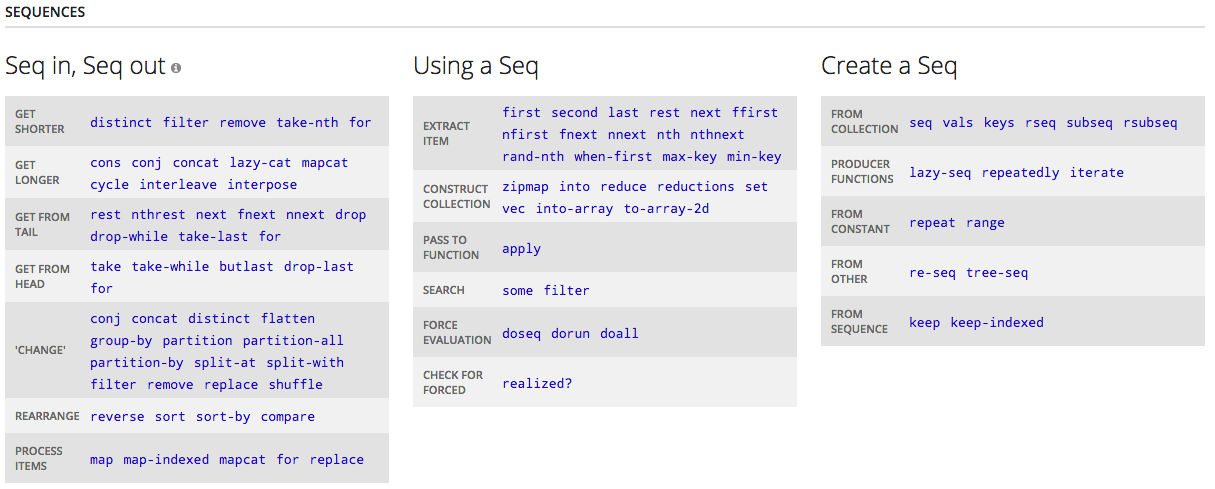 SEQUENCES
Seq in, Seq out
GET
SHORTER
distinct filter remove take-nth for
GET
LONGER
cons conj concat lazy-cat mapcat
cycle interleave interpose
GET FROM
TAIL
rest nthrest next fnext nnext drop
drop-while take-last for
GET FROM
HEAD
take take-while butlast drop-last
for
'CHANGE'
conj concat distinct flatten
group-by partition partition-all
partition-by split-at split-with
filter remove replace shuffle
REARRANGE
reverse sort sort-by compare
PROCESS
ITEMS
map map-indexed mapcat for replace
Using a Seq
EXTRACT
ITEM
first second last rest next ffirst
nfirst fnext nnext nth nthnext
rand-nth when-first max-key min-key
CONSTRUCT
COLLECTION
zipmap into reduce reductions set
vec into-array to-array-2d
PASS TO
FUNCTION
apply
SEARCH
some filter
FORCE
EVALUATION
doseq dorun doall
CHECK FOR
FORCED
realized?
Create a Seq
FROM
COLLECTION
seq vals keys rseq subseq rsubseq
PRODUCER
FUNCTIONS
lazy-seq repeatedly iterate
FROM
CONSTANT
repeat range
FROM
OTHER
re-seq tree-seq
FROM
SEQUENCE
keep keep-indexed